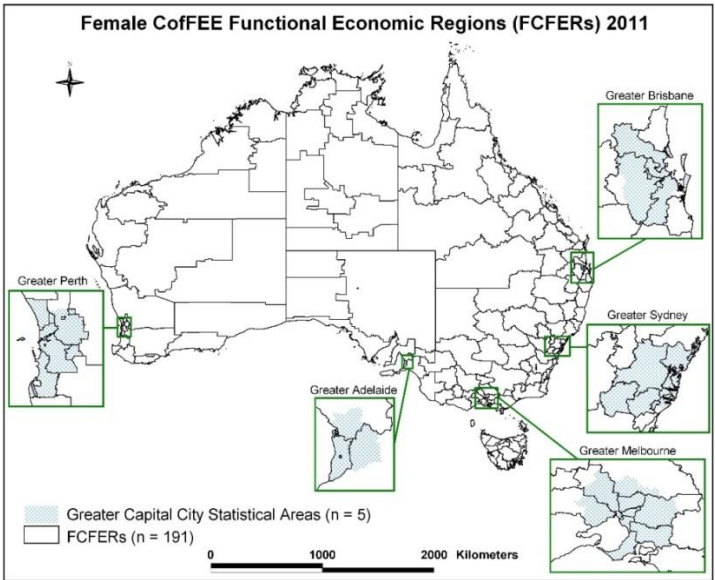 Female CofFEE Functional Economic Regions (FCFERs) 2011
Greater Brisbane
Greater Perth
Greater Sydney
Greater Adelaide
Greater Melbourne
Greater Capital City Statistical Areas (n = 5)
FCFERs (n = 191)
0 1000 2000 Kilometers